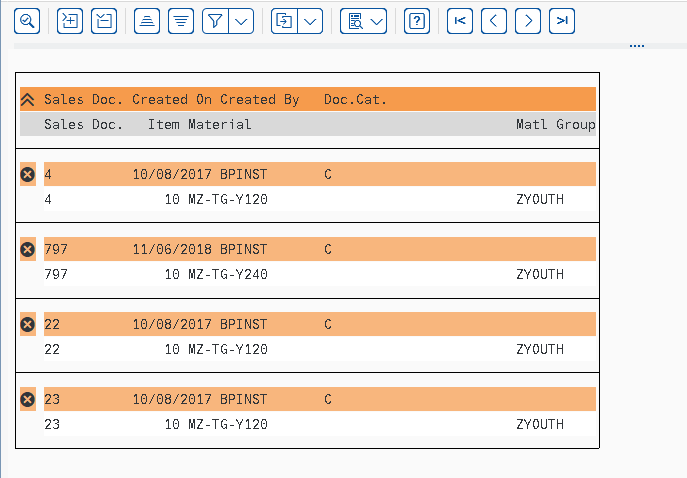 Sales Doc. Created On Created By Doc.Cat.
Sales Doc. Item Material Matl Group
4 10/08/2017 BPINST C
4 10 MZ-TG-Y120 ZYOUTH
797 11/06/2018 BPINST C
797 10 MZ-TG-Y240 ZYOUTH
22 10/08/2017 BPINST C
22 10 MZ-TG-Y120 ZYOUTH
23 10/08/2017 BPINST C
23 10 MZ-TG-Y120 ZYOUTH